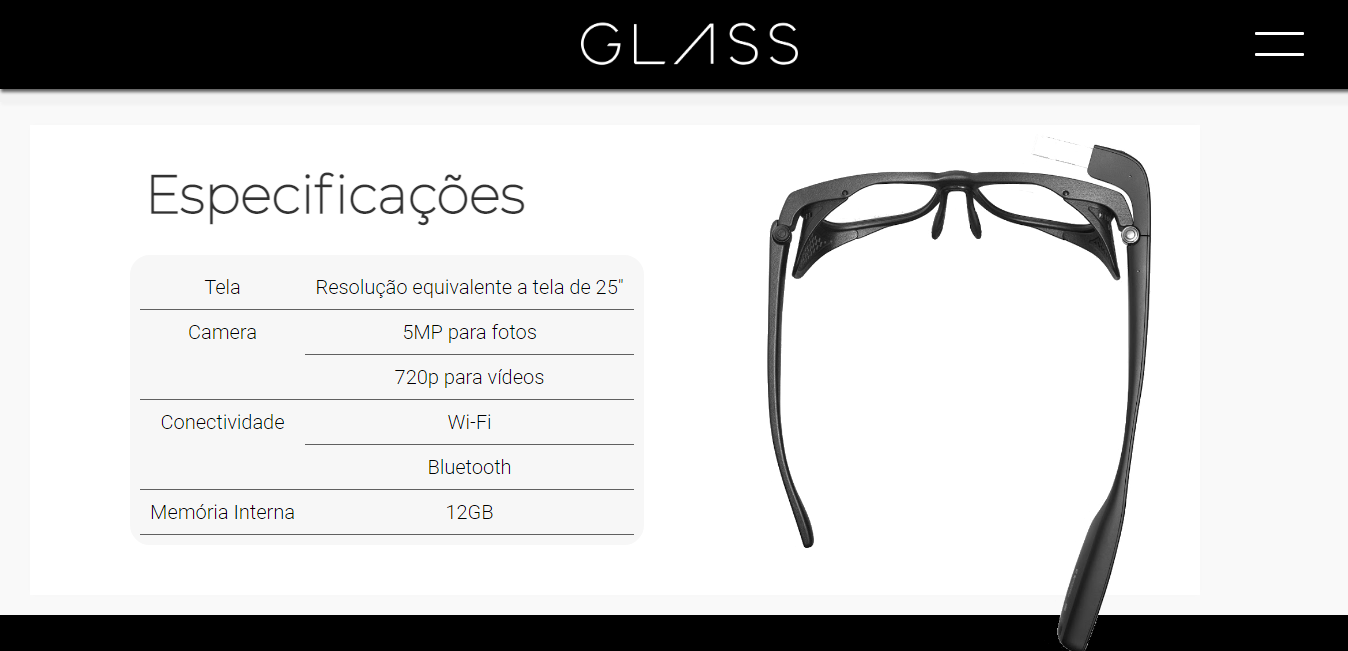 GLASS
Especificações
Tela Resolução equivalente a tela de 25"
Camera 5MP para fotos
720p para vídeos
Conectividade Wi-Fi
Bluetooth
Memória Interna 12GB